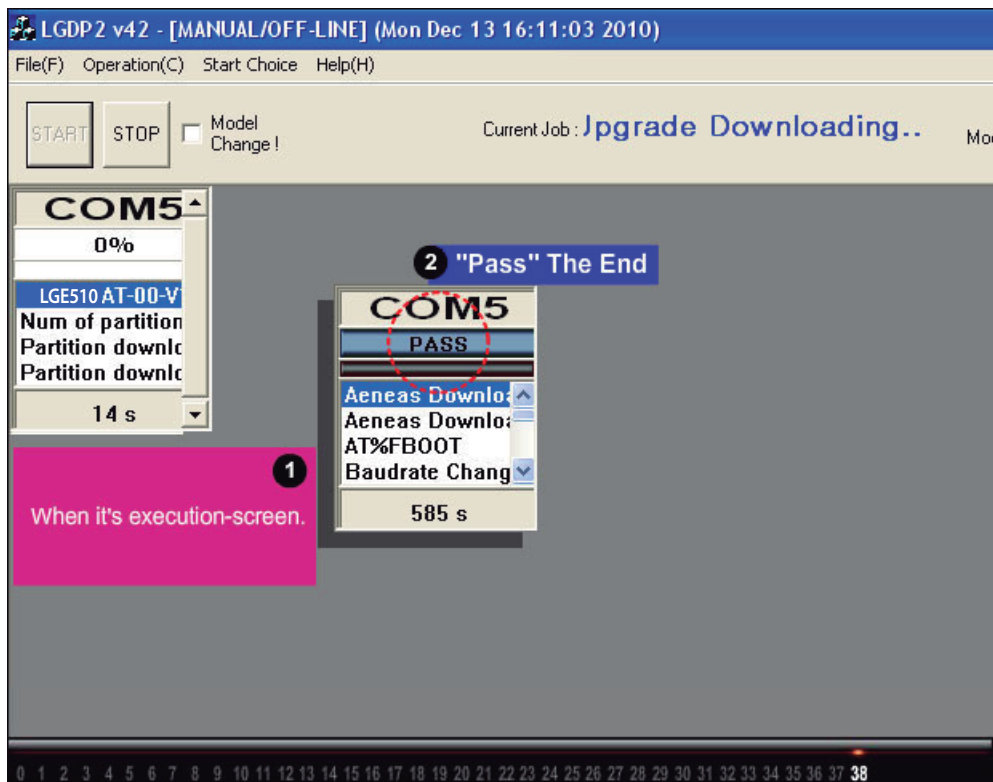 LGDP2 v42 - [MANUAL/OFF-LINE] (Mon Dec 13 16:11:03 2010)
File(F) Operation(C) Start Choice Help(H)
START STOP Model Change !
Current Job : Jpgrade Downloading..
Mo
COM5
0%
LGE510 AT-00-V
Num of partition
Partition downlo
Partition downlo
14 s
1
When it's execution-screen.
2 "Pass" The End
COM5
PASS
Aeneas Downloa
Aeneas Downloa
AT%FBOOT
Baudrate Chang
585 s
0 1 2 3 4 5 6 7 8 9 10 11 12 13 14 15 16 17 18 19 20 21 22 23 24 25 26 27 28 29 30 31 32 33 34 35 36 37 38